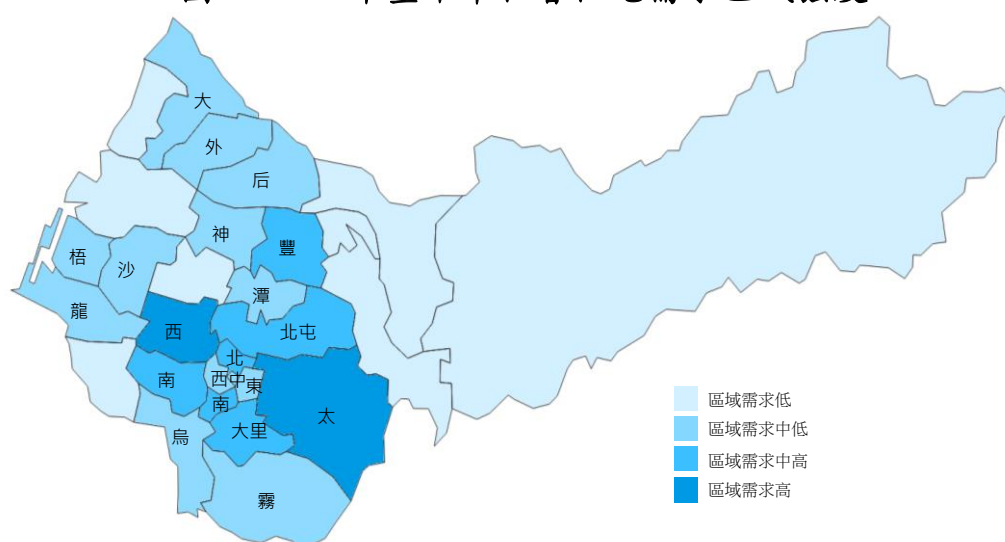 大
外
后
神
豐
梧
沙
潭
龍
西
北屯
北
西中
東
南
南
太
大里
烏
霧
區域需求低
區域需求中低
區域需求中高
區域需求高